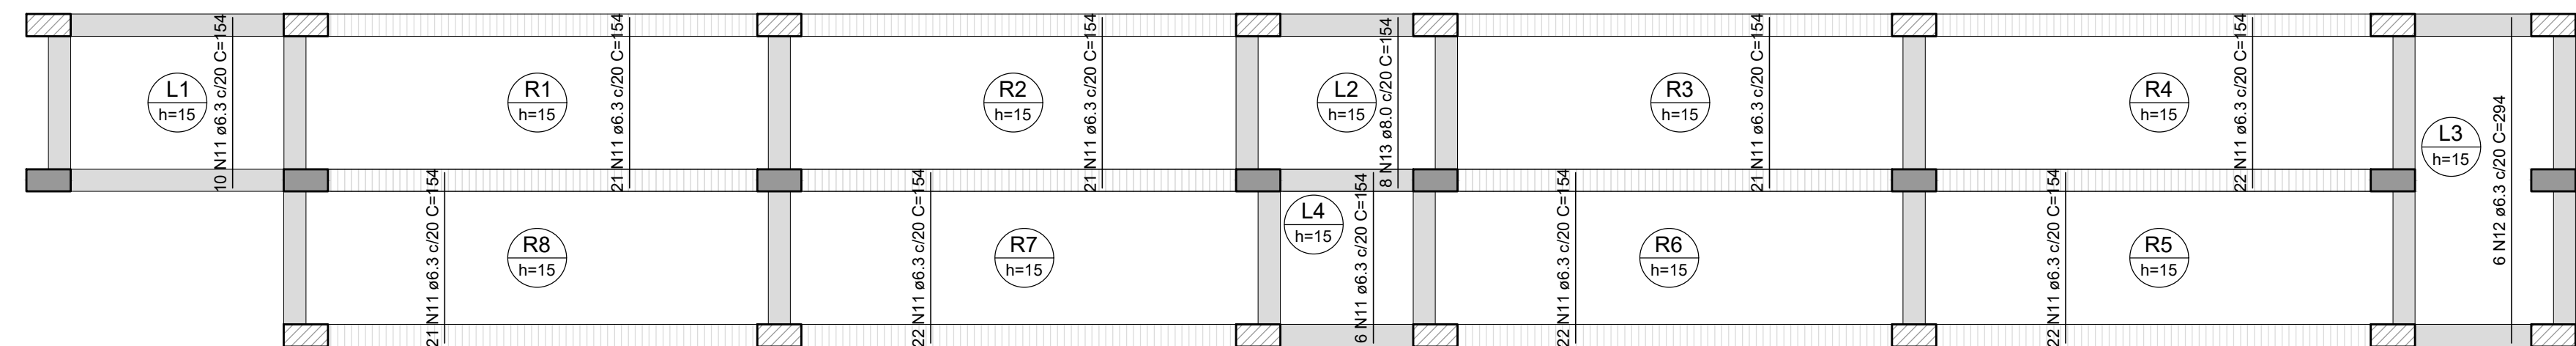 L1
h=15
10 N11 ø6.3 c/20 C=154
R1
h=15
21 N11 ø6.3 c/20 C=154
R2
h=15
21 N11 ø6.3 c/20 C=154
L2
h=15
8 N13 ø8.0 c/20 C=154
R3
h=15
21 N11 ø6.3 c/20 C=154
R4
h=15
22 N11 ø6.3 c/20 C=154
L3
h=15
6 N12 ø6.3 c/20 C=294
21 N11 ø6.3 c/20 C=154
R8
h=15
22 N11 ø6.3 c/20 C=154
R7
h=15
L4
h=15
6 N11 ø6.3 c/20 C=154
22 N11 ø6.3 c/20 C=154
R6
h=15
22 N11 ø6.3 c/20 C=154
R5
h=15